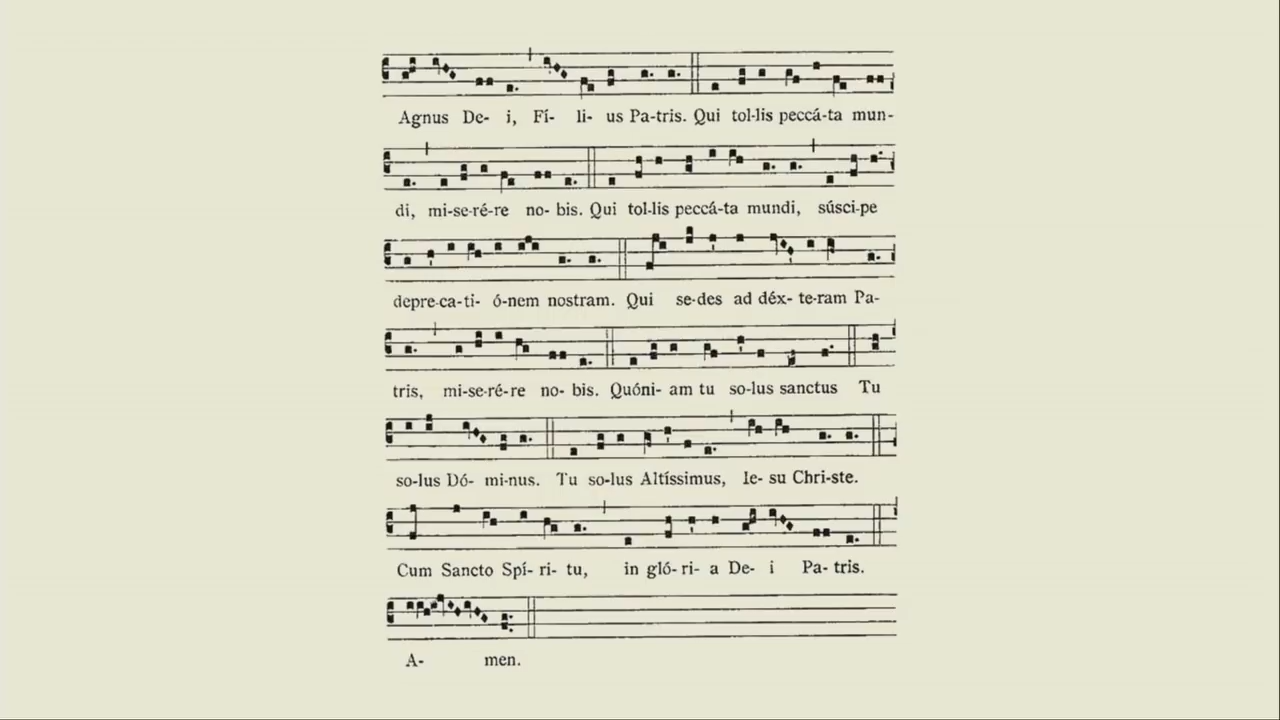 Agnus De- i, Fí- li- us Pa-tris. Qui tol-lis peccá-ta mun-
di, mi-se-ré-re no- bis. Qui tol-lis peccá-ta mundi, súsci-pe
depre-ca-ti- ó-nem nostram. Qui se-des ad déx- te-ram Pa-
tris, mi-se-ré-re no- bis. Quóni- am tu so-lus sanctus Tu
so-lus Dó- mi-nus. Tu so-lus Altíssimus, Ie- su Chri-ste.
Cum Sancto Spí- ri- tu, in gló- ri- a De- i Pa- tris.
A- men.